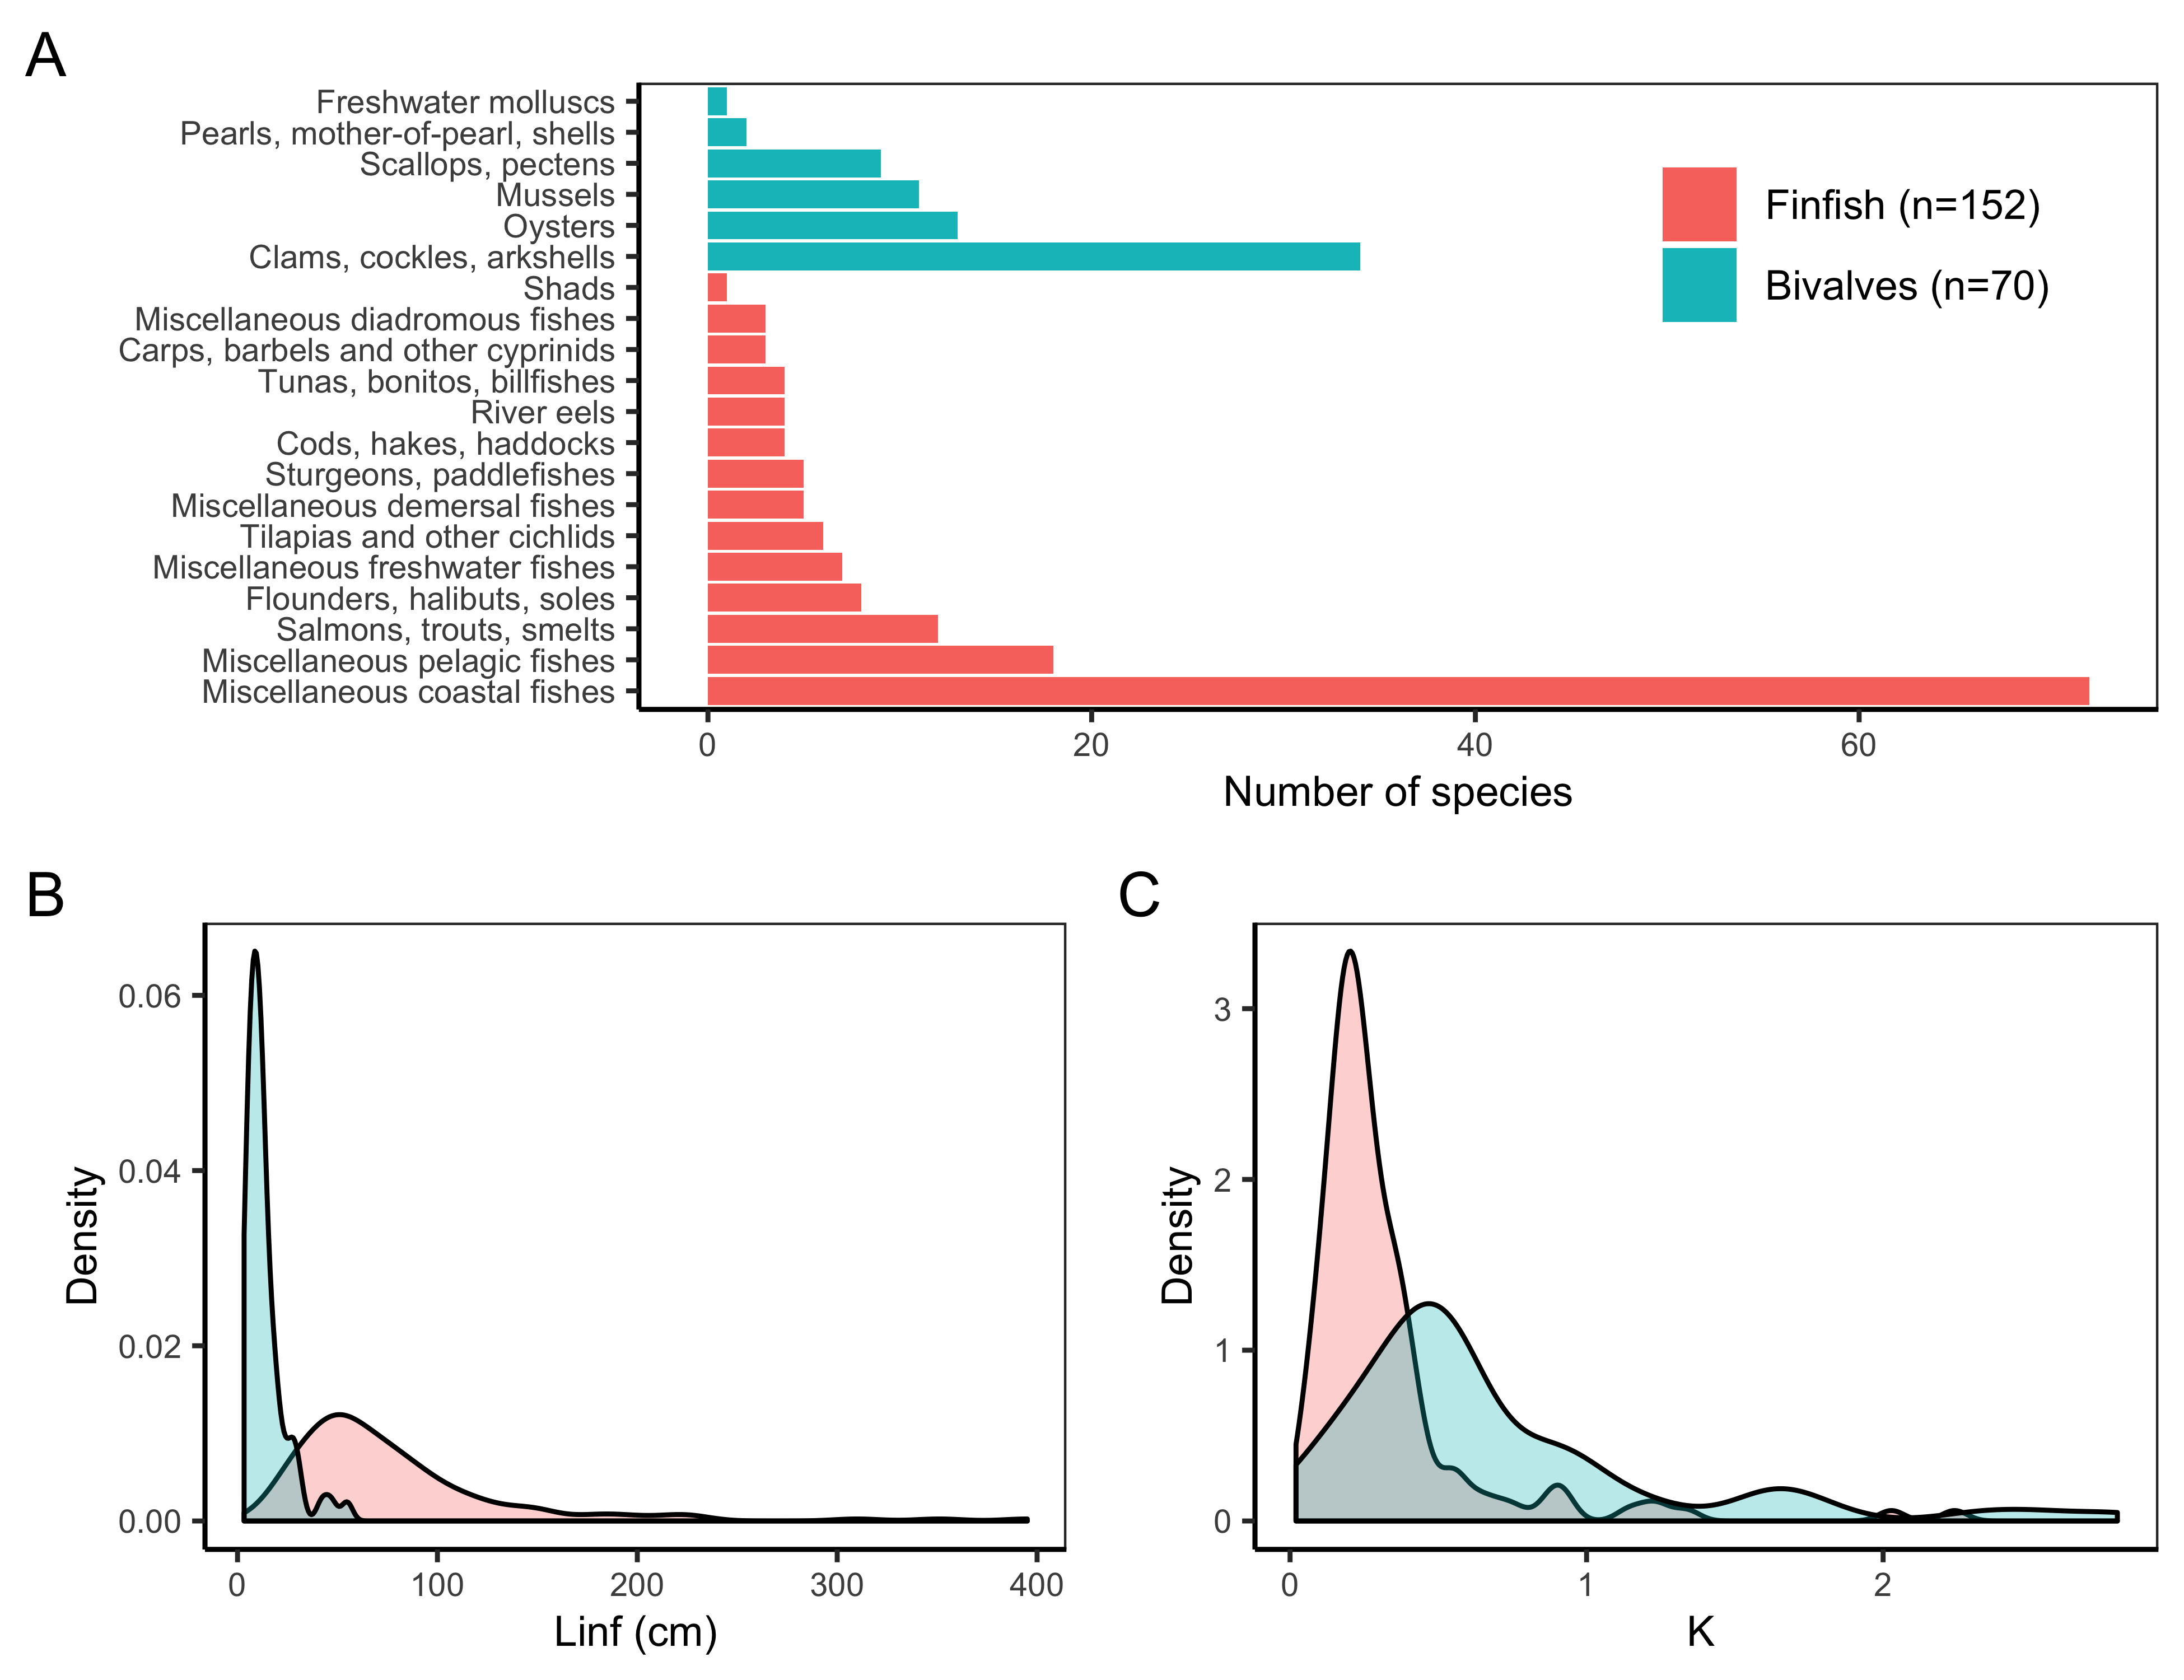 A
Freshwater molluscs
Pearls, mother-of-pearl, shells
Scallops, pectens
Mussels
Oysters
Clams, cockles, arkshells
Shads
Miscellaneous diadromous fishes
Carps, barbels and other cyprinids
Tunas, bonitos, billfishes
River eels
Cods, hakes, haddocks
Sturgeons, paddlefishes
Miscellaneous demersal fishes
Tilapias and other cichlids
Miscellaneous freshwater fishes
Flounders, halibuts, soles
Salmons, trouts, smelts
Miscellaneous pelagic fishes
Miscellaneous coastal fishes
Finfish (n=152)
Bivalves (n=70)
0 20 40 60
Number of species
B
Density
0.06
0.04
0.02
0.00
0 100 200 300 400
Linf (cm)
C
Density
3
2
1
0
0 1 2
K